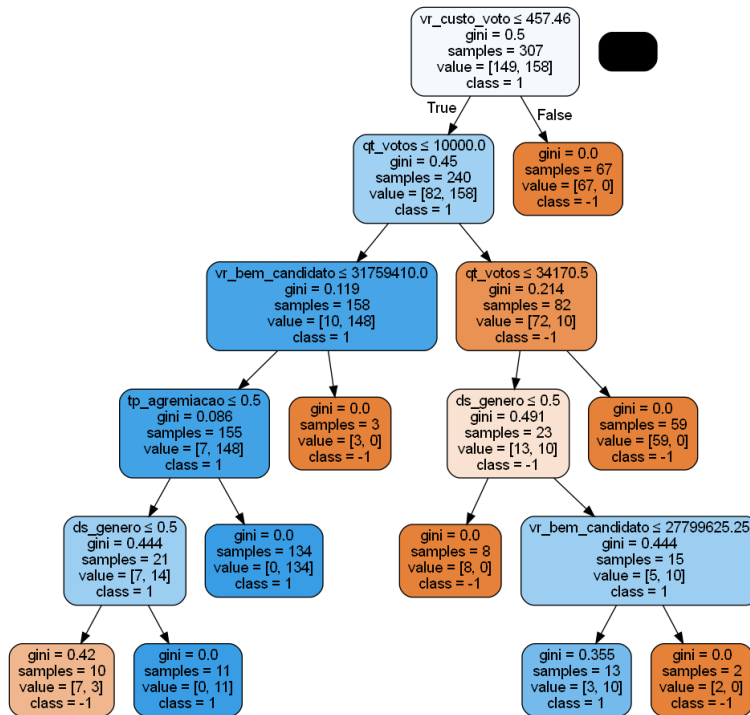 vr_custo_voto ≤ 457.46
gini = 0.5
samples = 307
value = [149, 158]
class = 1
True
False
qt_votos ≤ 10000.0
gini = 0.45
samples = 240
value = [82, 158]
class = 1
gini = 0.0
samples = 67
value = [67, 0]
class = -1
vr_bem_candidato ≤ 31759410.0
gini = 0.119
samples = 158
value = [10, 148]
class = 1
qt_votos ≤ 34170.5
gini = 0.214
samples = 82
value = [72, 10]
class = -1
tp_agremiacao ≤ 0.5
gini = 0.086
samples = 155
value = [7, 148]
class = 1
gini = 0.0
samples = 3
value = [3, 0]
class = -1
ds_genero ≤ 0.5
gini = 0.491
samples = 23
value = [13, 10]
class = -1
gini = 0.0
samples = 59
value = [59, 0]
class = -1
ds_genero ≤ 0.5
gini = 0.444
samples = 21
value = [7, 14]
class = 1
gini = 0.0
samples = 134
value = [0, 134]
class = 1
gini = 0.0
samples = 8
value = [8, 0]
class = -1
vr_bem_candidato ≤ 27799625.25
gini = 0.444
samples = 15
value = [5, 10]
class = 1
gini = 0.42
samples = 10
value = [7, 3]
class = -1
gini = 0.0
samples = 11
value = [0, 11]
class = 1
gini = 0.355
samples = 13
value = [3, 10]
class = 1
gini = 0.0
samples = 2
value = [2, 0]
class = -1